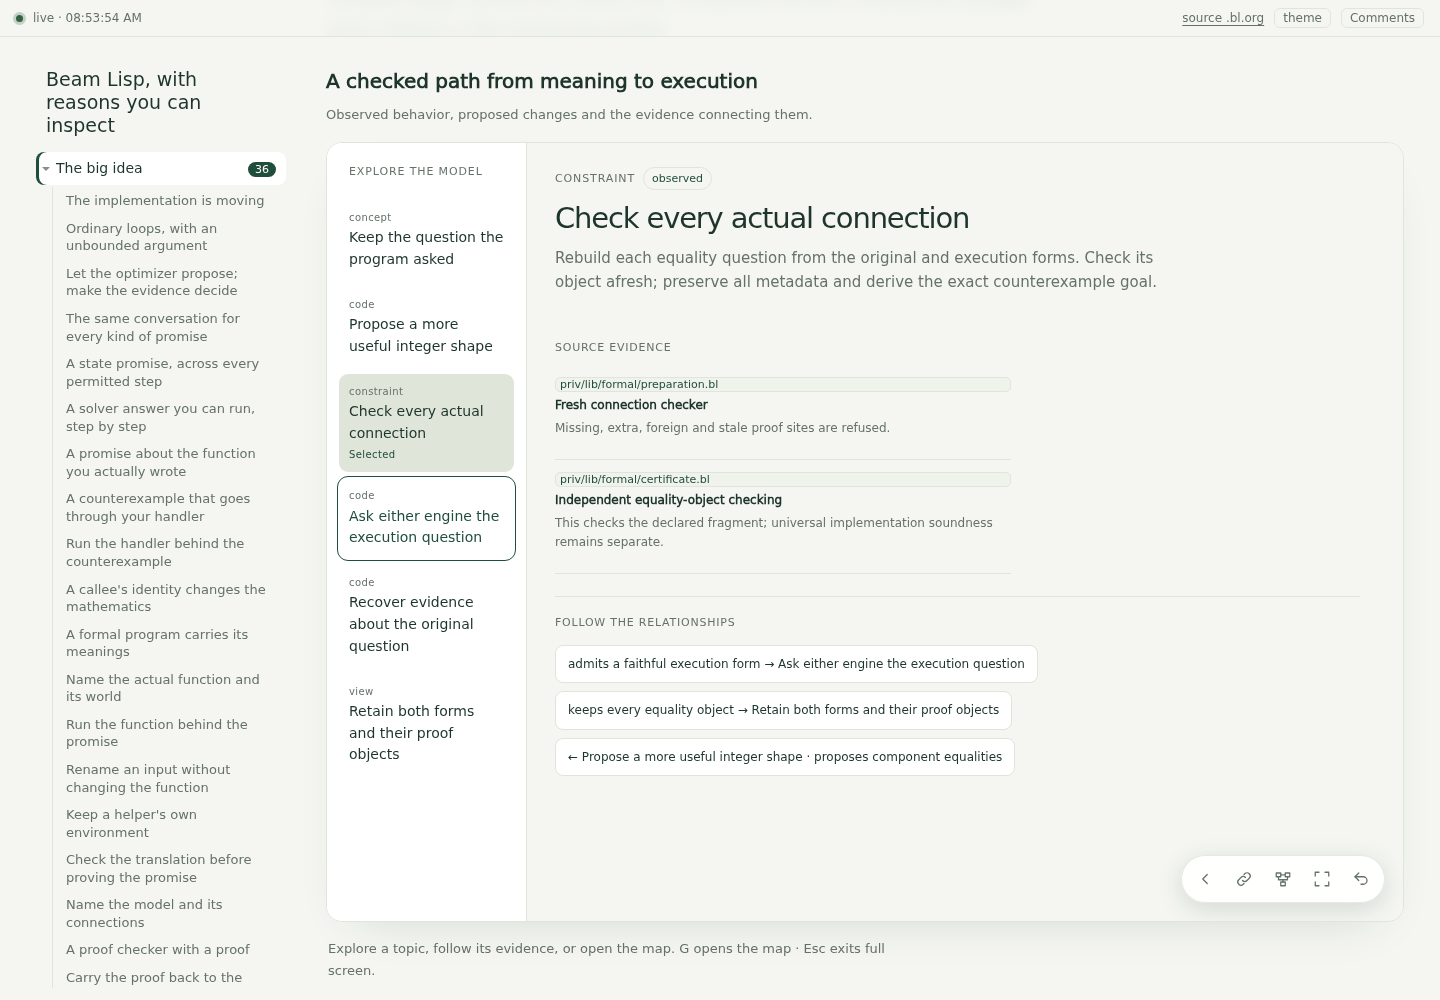 live · 08:53:54 AM
source .bl.org
theme
Comments
Beam Lisp, with
reasons you can
inspect
The big idea
36
The implementation is moving
Ordinary loops, with an
unbounded argument
Let the optimizer propose;
make the evidence decide
The same conversation for
every kind of promise
A state promise, across every
permitted step
A solver answer you can run,
step by step
A promise about the function
you actually wrote
A counterexample that goes
through your handler
Run the handler behind the
counterexample
A callee's identity changes the
mathematics
A formal program carries its
meanings
Name the actual function and
its world
Run the function behind the
promise
Rename an input without
changing the function
Keep a helper's own
environment
Check the translation before
proving the promise
Name the model and its
connections
A proof checker with a proof
Carry the proof back to the
A checked path from meaning to execution
Observed behavior, proposed changes and the evidence connecting them.
EXPLORE THE MODEL
concept
Keep the question the
program asked
code
Propose a more
useful integer shape
constraint
Check every actual
connection
Selected
code
Ask either engine the
execution question
code
Recover evidence
about the original
question
view
Retain both forms
and their proof
objects
CONSTRAINT
observed
Check every actual connection
Rebuild each equality question from the original and execution forms. Check its
object afresh; preserve all metadata and derive the exact counterexample goal.
SOURCE EVIDENCE
priv/lib/formal/preparation.bl
Fresh connection checker
Missing, extra, foreign and stale proof sites are refused.
priv/lib/formal/certificate.bl
Independent equality-object checking
This checks the declared fragment; universal implementation soundness
remains separate.
FOLLOW THE RELATIONSHIPS
admits a faithful execution form → Ask either engine the execution question
keeps every equality object → Retain both forms and their proof objects
← Propose a more useful integer shape · proposes component equalities
Explore a topic, follow its evidence, or open the map. G opens the map · Esc exits full
screen.